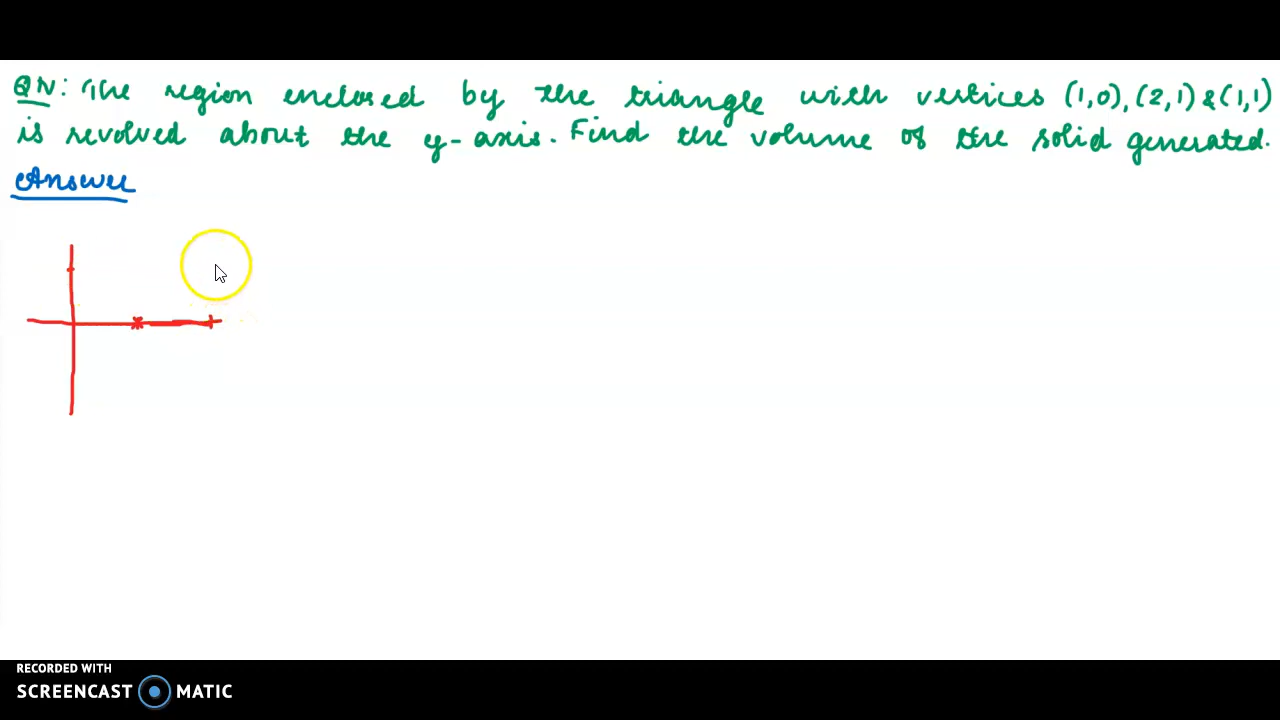 QN: The region enclosed by the triangle with vertices (1,0), (2,1) & (1,1)
is revolved about the y-axis. Find the volume of the solid generated.
Answer
RECORDED WITH
SCREENCAST MATIC